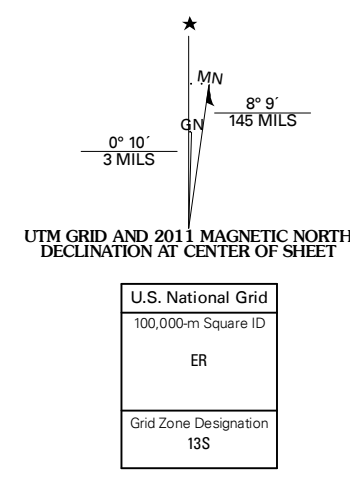 MN
8° 9´
145 MILS
GN
0° 10´
3 MILS
UTM GRID AND 2011 MAGNETIC NORTH
DECLINATION AT CENTER OF SHEET
U.S. National Grid
100,000-m Square ID
ER
Grid Zone Designation
13S